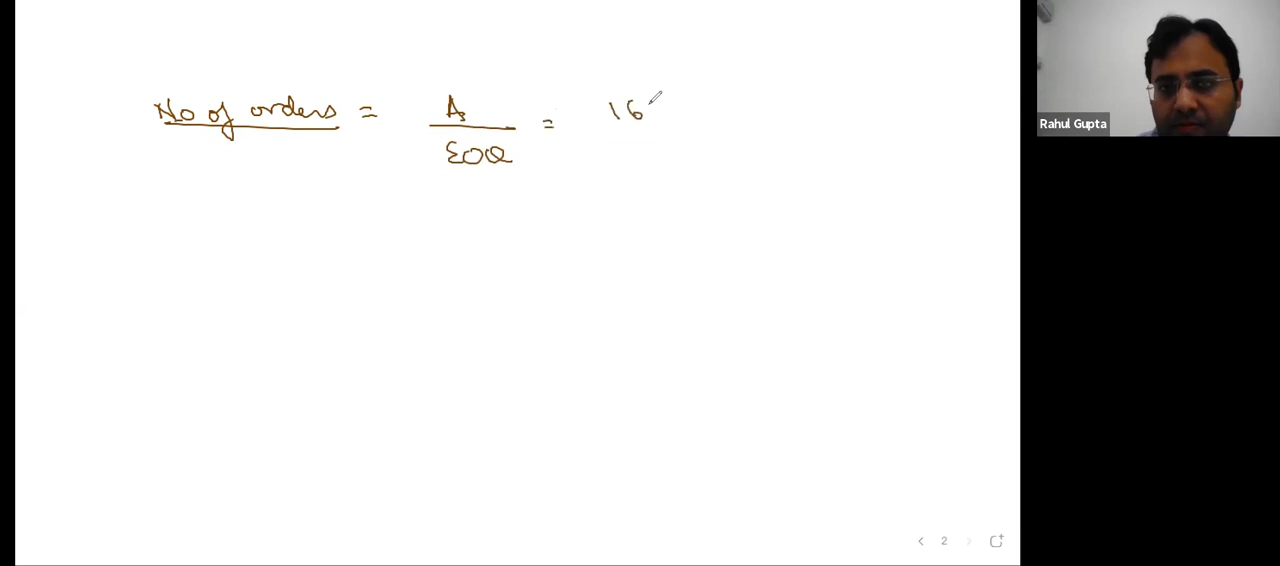 No of orders = A, = 16
EOQ
Rahul Gupta
2